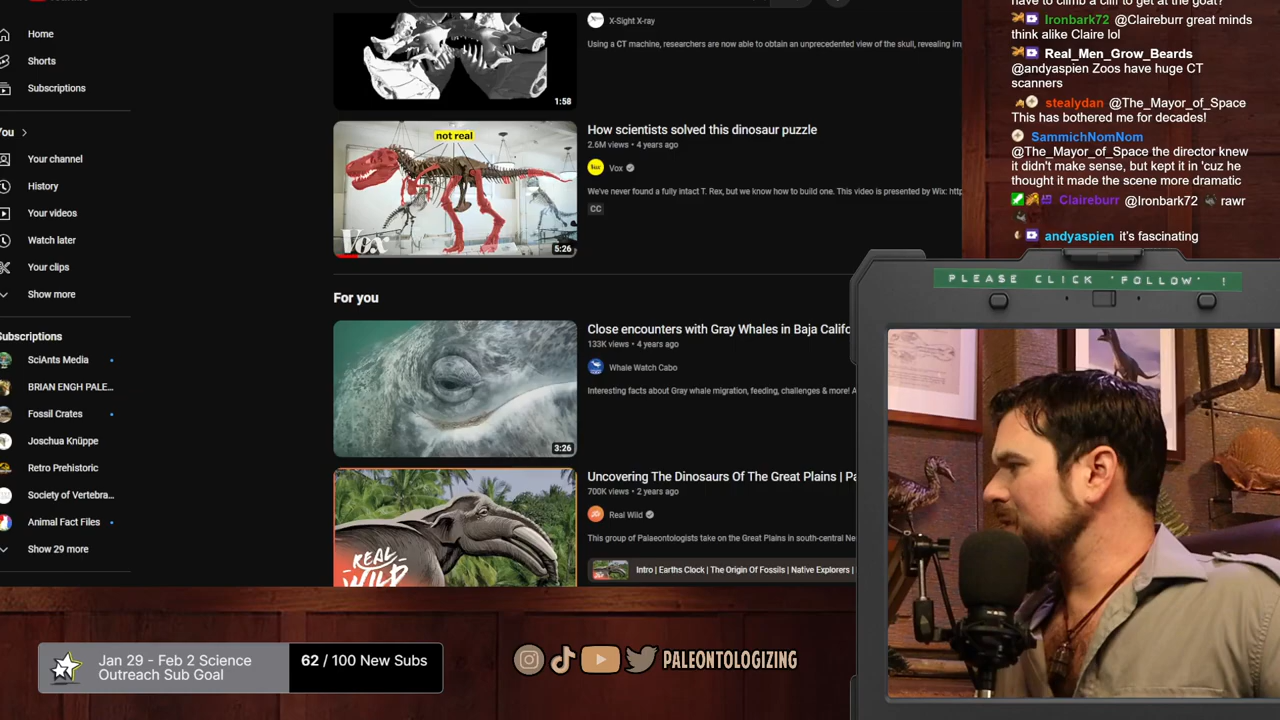 Home
Shorts
Subscriptions
You
Your channel
History
Your videos
Watch later
Your clips
Show more
Subscriptions
SciAnts Media
BRIAN ENGH PALE...
Fossil Crates
Joschua Knüppe
Retro Prehistoric
Society of Vertebra...
Animal Fact Files
Show 29 more
1:58
X-Sight X-ray
Using a CT machine, researchers are now able to obtain an unprecedented view of the skull, revealing im
not real
Vox
5:26
How scientists solved this dinosaur puzzle
2.6M views • 4 years ago
Vox
We've never found a fully intact T. Rex, but we know how to build one. This video is presented by Wix: http
CC
For you
3:26
Close encounters with Gray Whales in Baja Califo
133K views • 4 years ago
Whale Watch Cabo
Interesting facts about Gray whale migration, feeding, challenges & more! A
REAL
WILD
Uncovering The Dinosaurs Of The Great Plains | Pa
700K views • 2 years ago
Real Wild
This group of Palaeontologists take on the Great Plains in south-central Ne
Intro | Earths Clock | The Origin Of Fossils | Native Explorers |
have to climb a cliff to get at the goat?
Ironbark72 @Claireburr great minds
think alike Claire lol
Real_Men_Grow_Beards
@andyaspien Zoos have huge CT
scanners
stealydan @The_Mayor_of_Space
This has bothered me for decades!
SammichNomNom
@The_Mayor_of_Space the director knew
it didn't make sense, but kept it in 'cuz he
thought it made the scene more dramatic
Claireburr @Ironbark72 rawr
andyaspien it's fascinating
PLEASE CLICK 'FOLLOW' !
Jan 29 - Feb 2 Science
Outreach Sub Goal
62 / 100 New Subs
PALEONTOLOGIZING